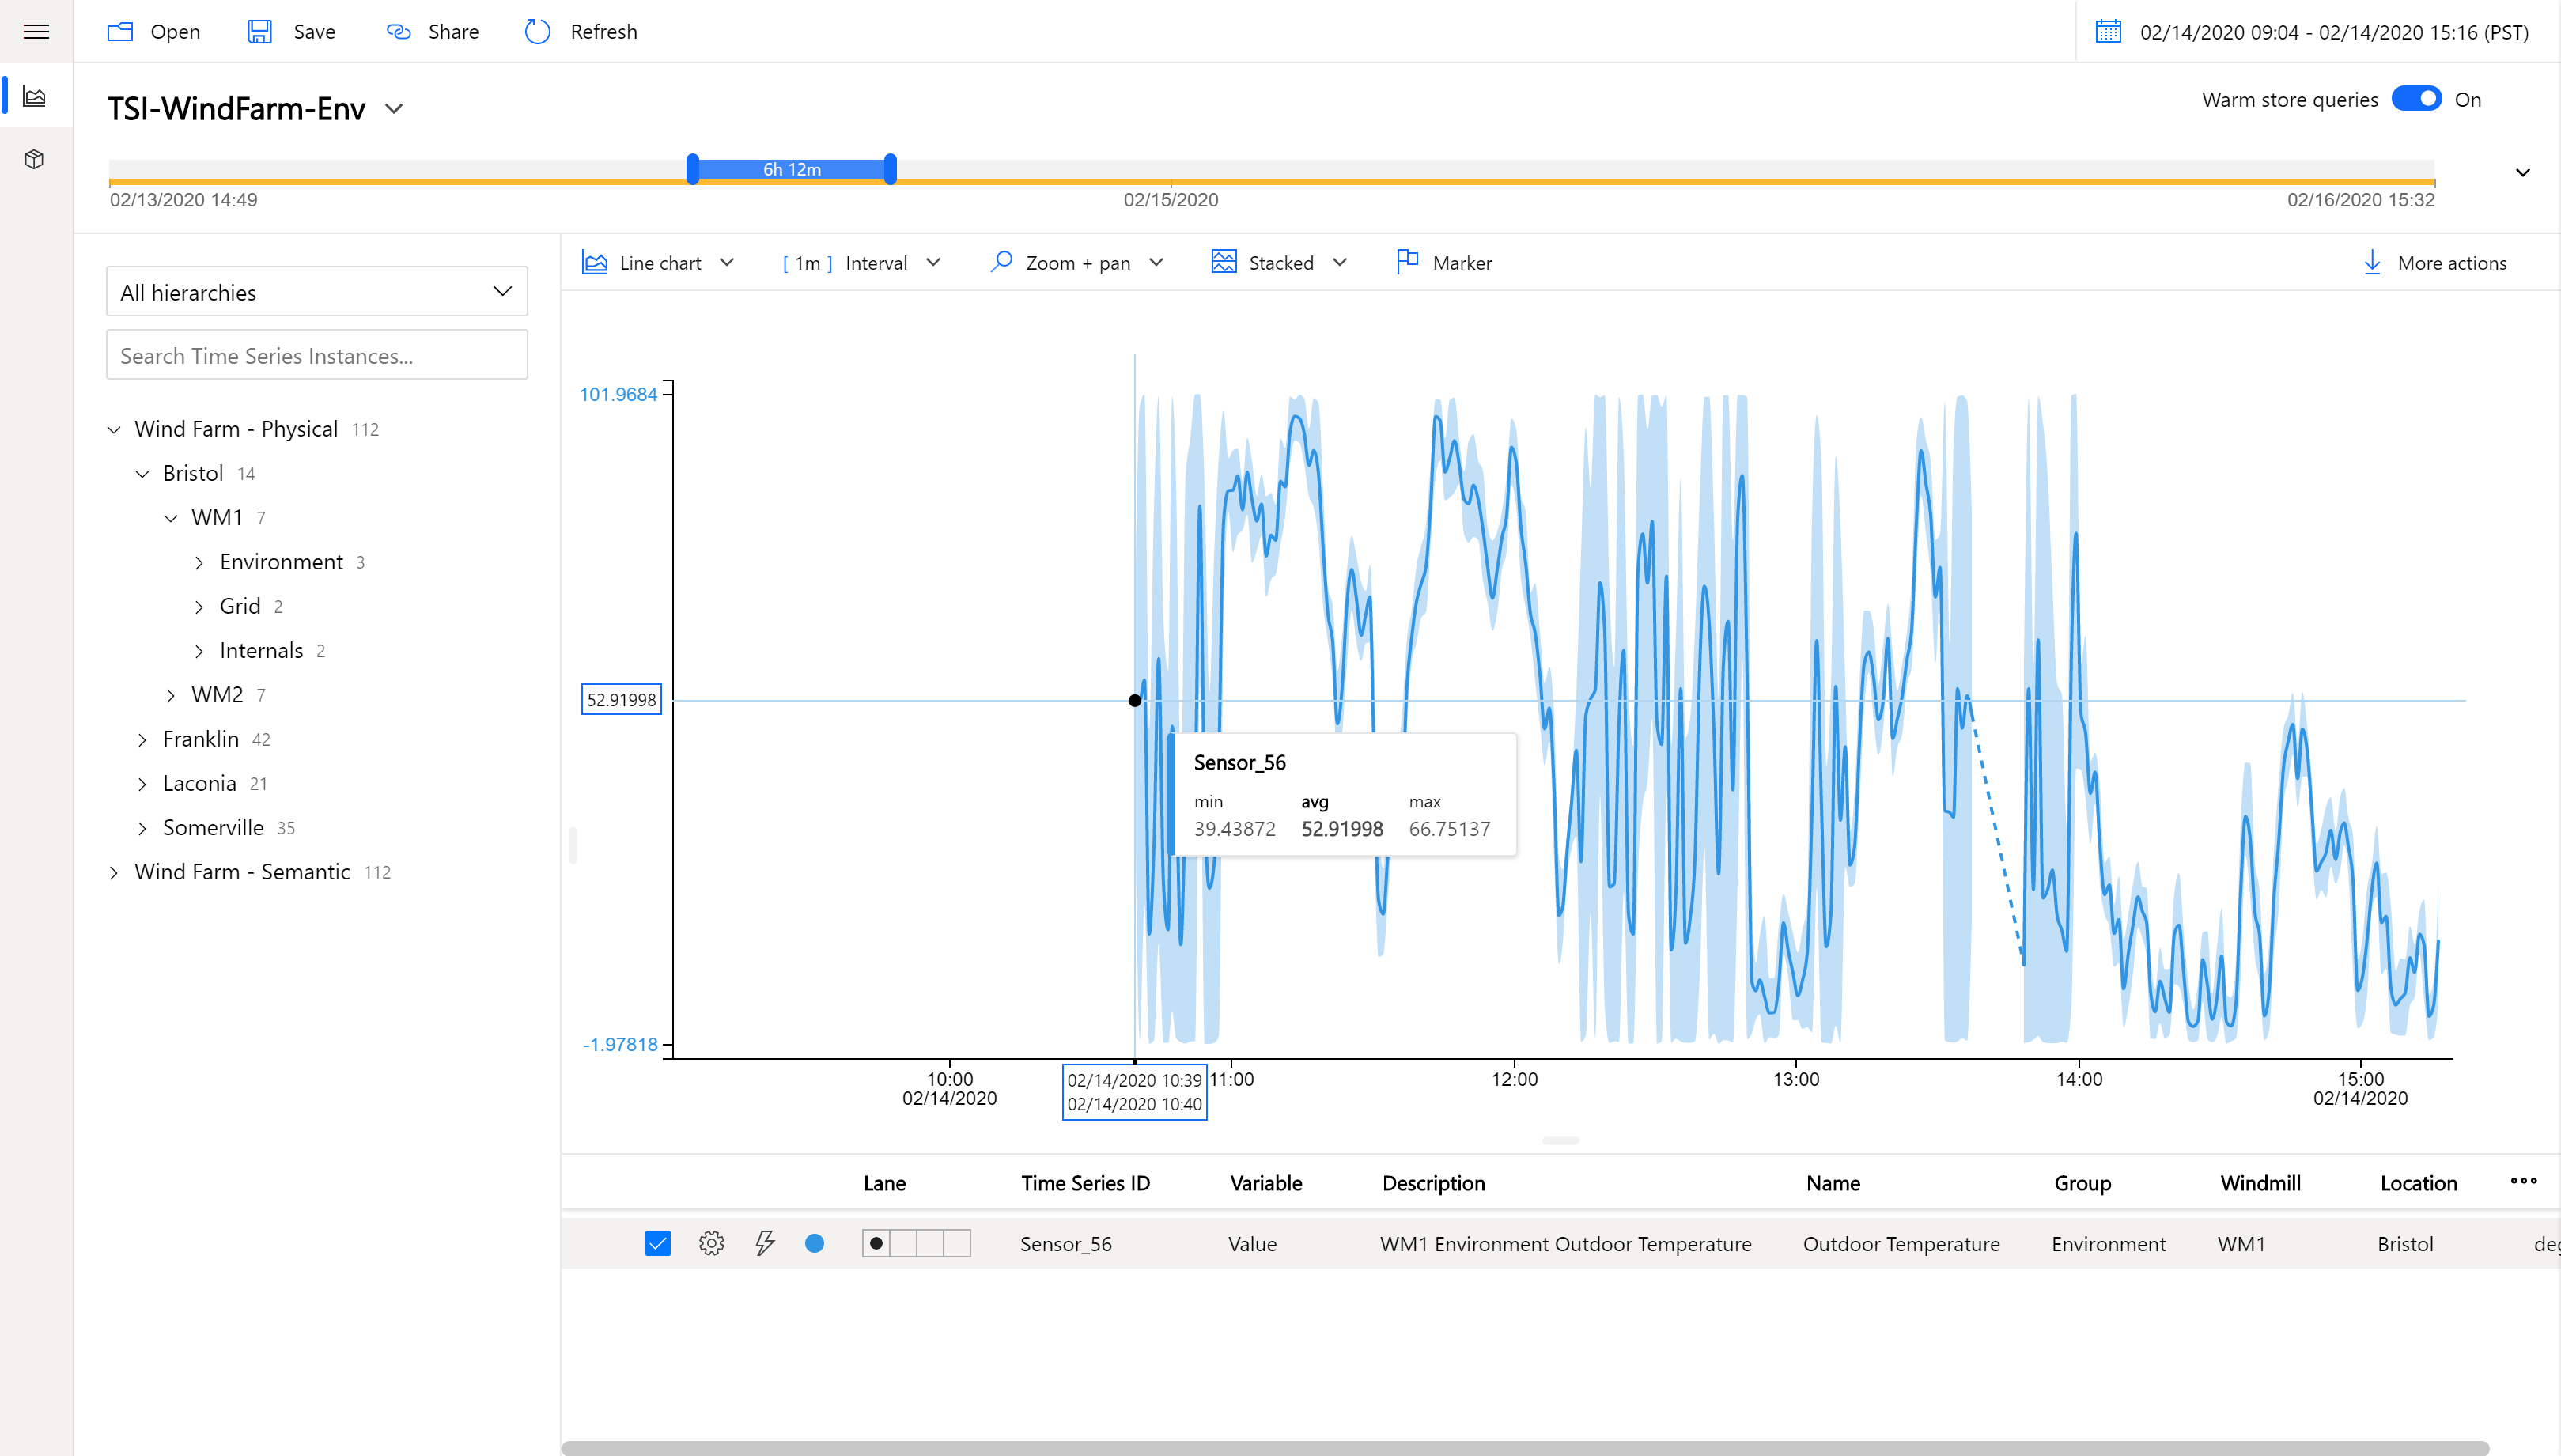 Open Save Share Refresh 02/14/2020 09:04 - 02/14/2020 15:16 (PST)
TSI-WindFarm-Env
Warm store queries On
6h 12m
02/13/2020 14:49 02/15/2020 02/16/2020 15:32
Line chart [ 1m ] Interval Zoom + pan Stacked Marker More actions
All hierarchies
Search Time Series Instances...
Wind Farm - Physical 112
Bristol 14
WM1 7
Environment 3
Grid 2
Internals 2
WM2 7
Franklin 42
Laconia 21
Somerville 35
Wind Farm - Semantic 112
101.9684
52.91998
-1.97818
Sensor_56
min avg max
39.43872 52.91998 66.75137
10:00 11:00 12:00 13:00 14:00 15:00
02/14/2020 02/14/2020
02/14/2020 10:39
02/14/2020 10:40
Lane Time Series ID Variable Description Name Group Windmill Location
Sensor_56 Value WM1 Environment Outdoor Temperature Outdoor Temperature Environment WM1 Bristol